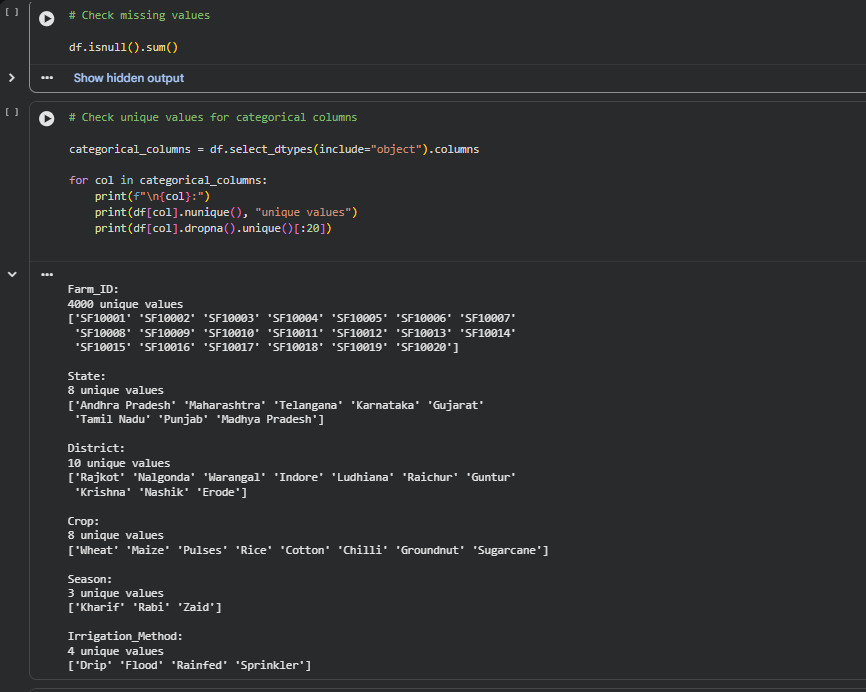 [ ]
# Check missing values
df.isnull().sum()
Show hidden output
[ ]
# Check unique values for categorical columns
categorical_columns = df.select_dtypes(include="object").columns
for col in categorical_columns:
    print(f"\n{col}:")
    print(df[col].nunique(), "unique values")
    print(df[col].dropna().unique()[:20])
Farm_ID:
4000 unique values
['SF10001' 'SF10002' 'SF10003' 'SF10004' 'SF10005' 'SF10006' 'SF10007'
 'SF10008' 'SF10009' 'SF10010' 'SF10011' 'SF10012' 'SF10013' 'SF10014'
 'SF10015' 'SF10016' 'SF10017' 'SF10018' 'SF10019' 'SF10020']
State:
8 unique values
['Andhra Pradesh' 'Maharashtra' 'Telangana' 'Karnataka' 'Gujarat'
 'Tamil Nadu' 'Punjab' 'Madhya Pradesh']
District:
10 unique values
['Rajkot' 'Nalgonda' 'Warangal' 'Indore' 'Ludhiana' 'Raichur' 'Guntur'
 'Krishna' 'Nashik' 'Erode']
Crop:
8 unique values
['Wheat' 'Maize' 'Pulses' 'Rice' 'Cotton' 'Chilli' 'Groundnut' 'Sugarcane']
Season:
3 unique values
['Kharif' 'Rabi' 'Zaid']
Irrigation_Method:
4 unique values
['Drip' 'Flood' 'Rainfed' 'Sprinkler']